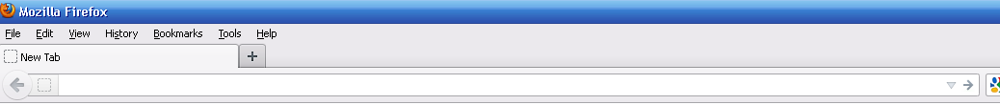 Mozilla Firefox
File Edit View History Bookmarks Tools Help
New Tab +